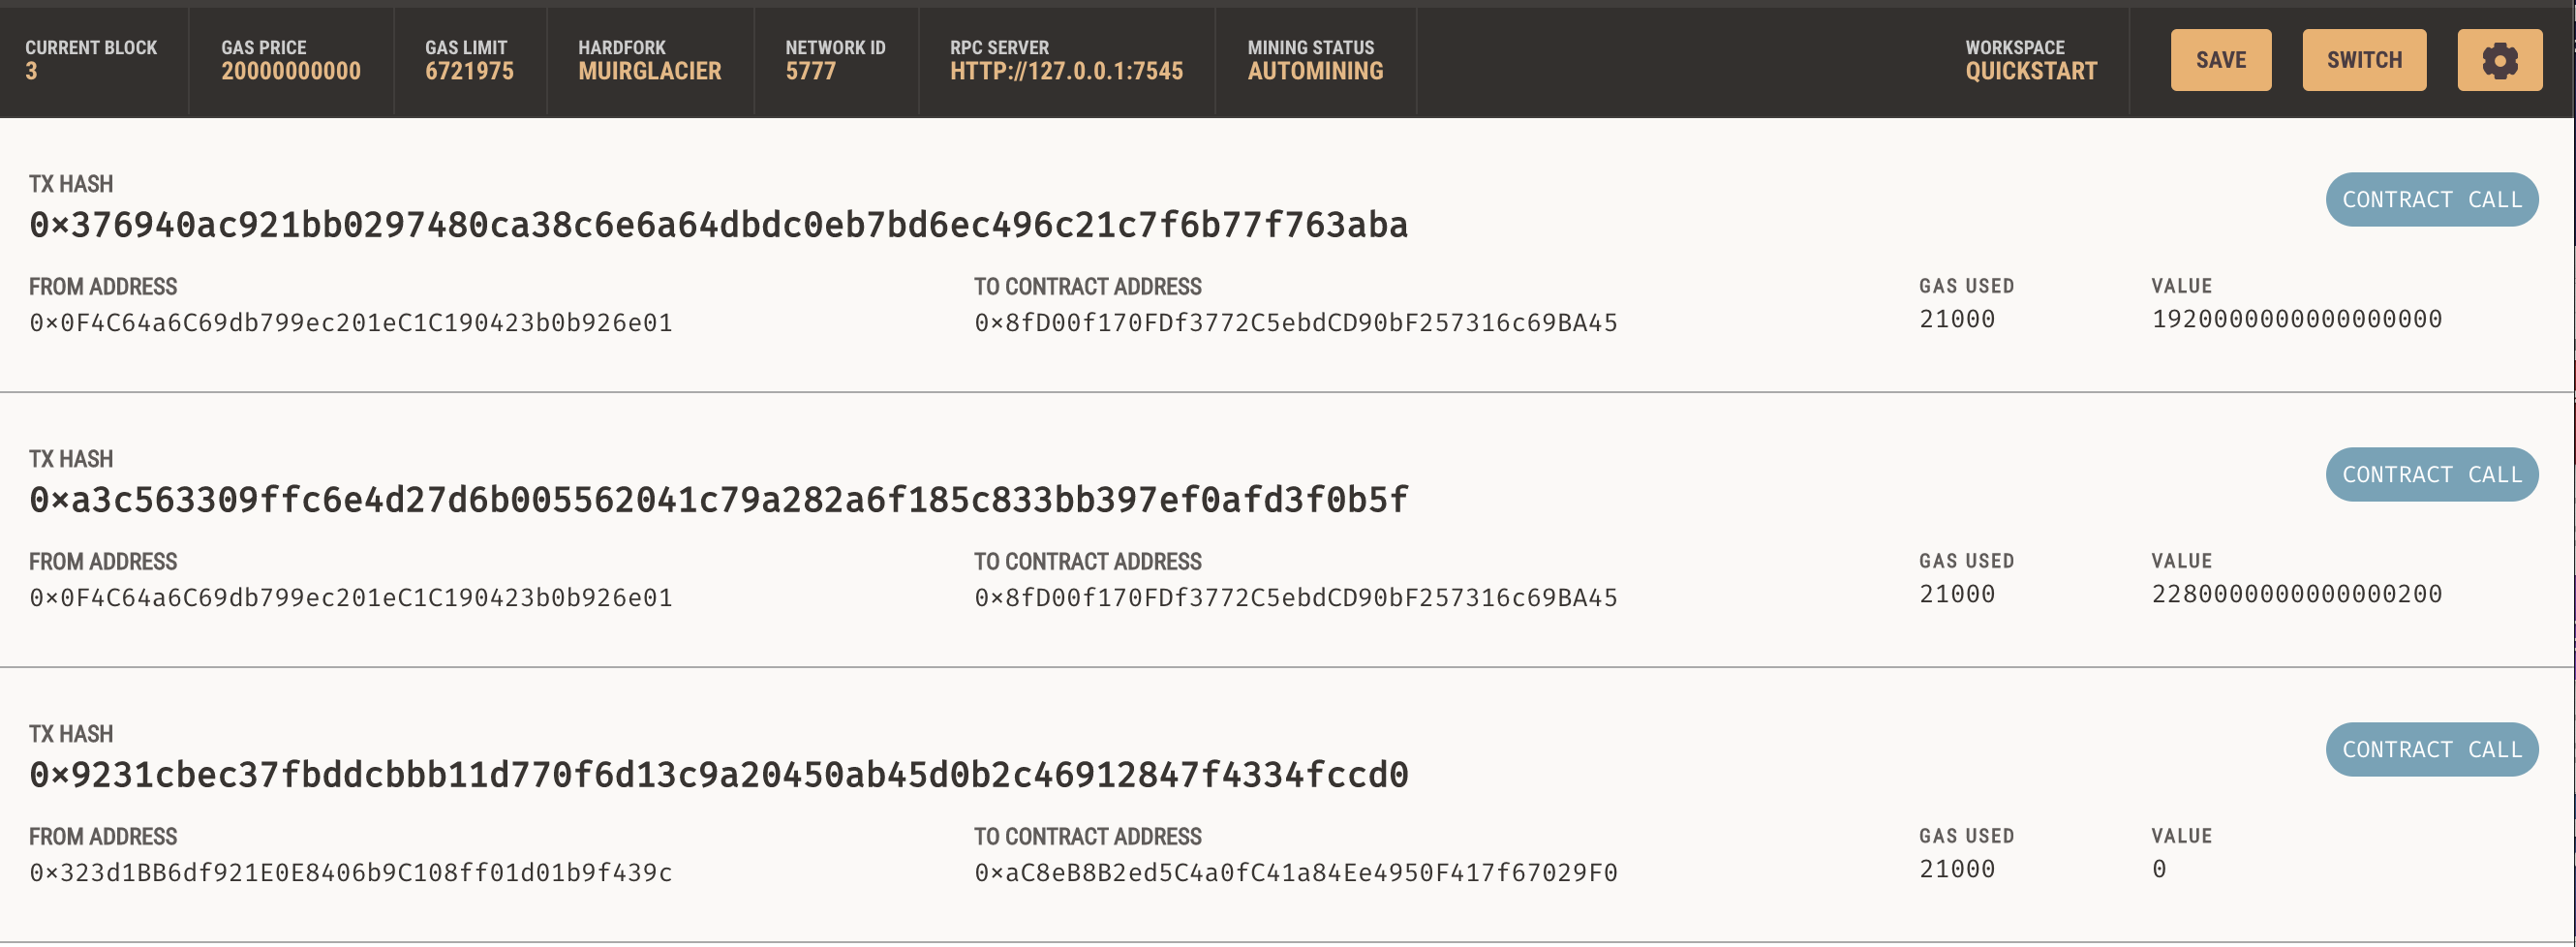 CURRENT BLOCK GAS PRICE GAS LIMIT HARDFORK NETWORK ID RPC SERVER MINING STATUS WORKSPACE
3 20000000000 6721975 MUIRGLACIER 5777 HTTP://127.0.0.1:7545 AUTOMINING QUICKSTART SAVE SWITCH
TX HASH
0×376940ac921bb0297480ca38c6e6a64dbdc0eb7bd6ec496c21c7f6b77f763aba CONTRACT CALL
FROM ADDRESS TO CONTRACT ADDRESS GAS USED VALUE
0×0F4C64a6C69db799ec201eC1C190423b0b926e01 0×8fD00f170FDf3772C5ebdCD90bF257316c69BA45 21000 1920000000000000000
TX HASH
0×a3c563309ffc6e4d27d6b005562041c79a282a6f185c833bb397ef0afd3f0b5f CONTRACT CALL
FROM ADDRESS TO CONTRACT ADDRESS GAS USED VALUE
0×0F4C64a6C69db799ec201eC1C190423b0b926e01 0×8fD00f170FDf3772C5ebdCD90bF257316c69BA45 21000 2280000000000000200
TX HASH
0×9231cbec37fbddcbbb11d770f6d13c9a20450ab45d0b2c46912847f4334fccd0 CONTRACT CALL
FROM ADDRESS TO CONTRACT ADDRESS GAS USED VALUE
0×323d1BB6df921E0E8406b9C108ff01d01b9f439c 0×aC8eB8B2ed5C4a0fC41a84Ee4950F417f67029F0 21000 0